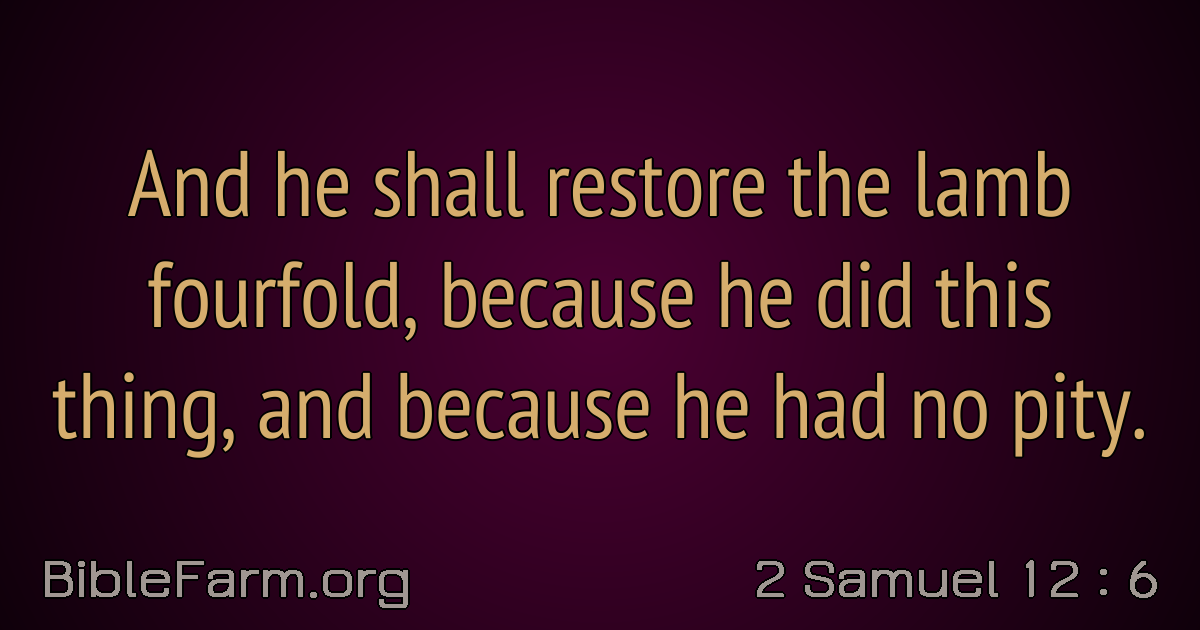 And he shall restore the lamb
fourfold, because he did this
thing, and because he had no pity.
BibleFarm.org
2 Samuel 12 : 6